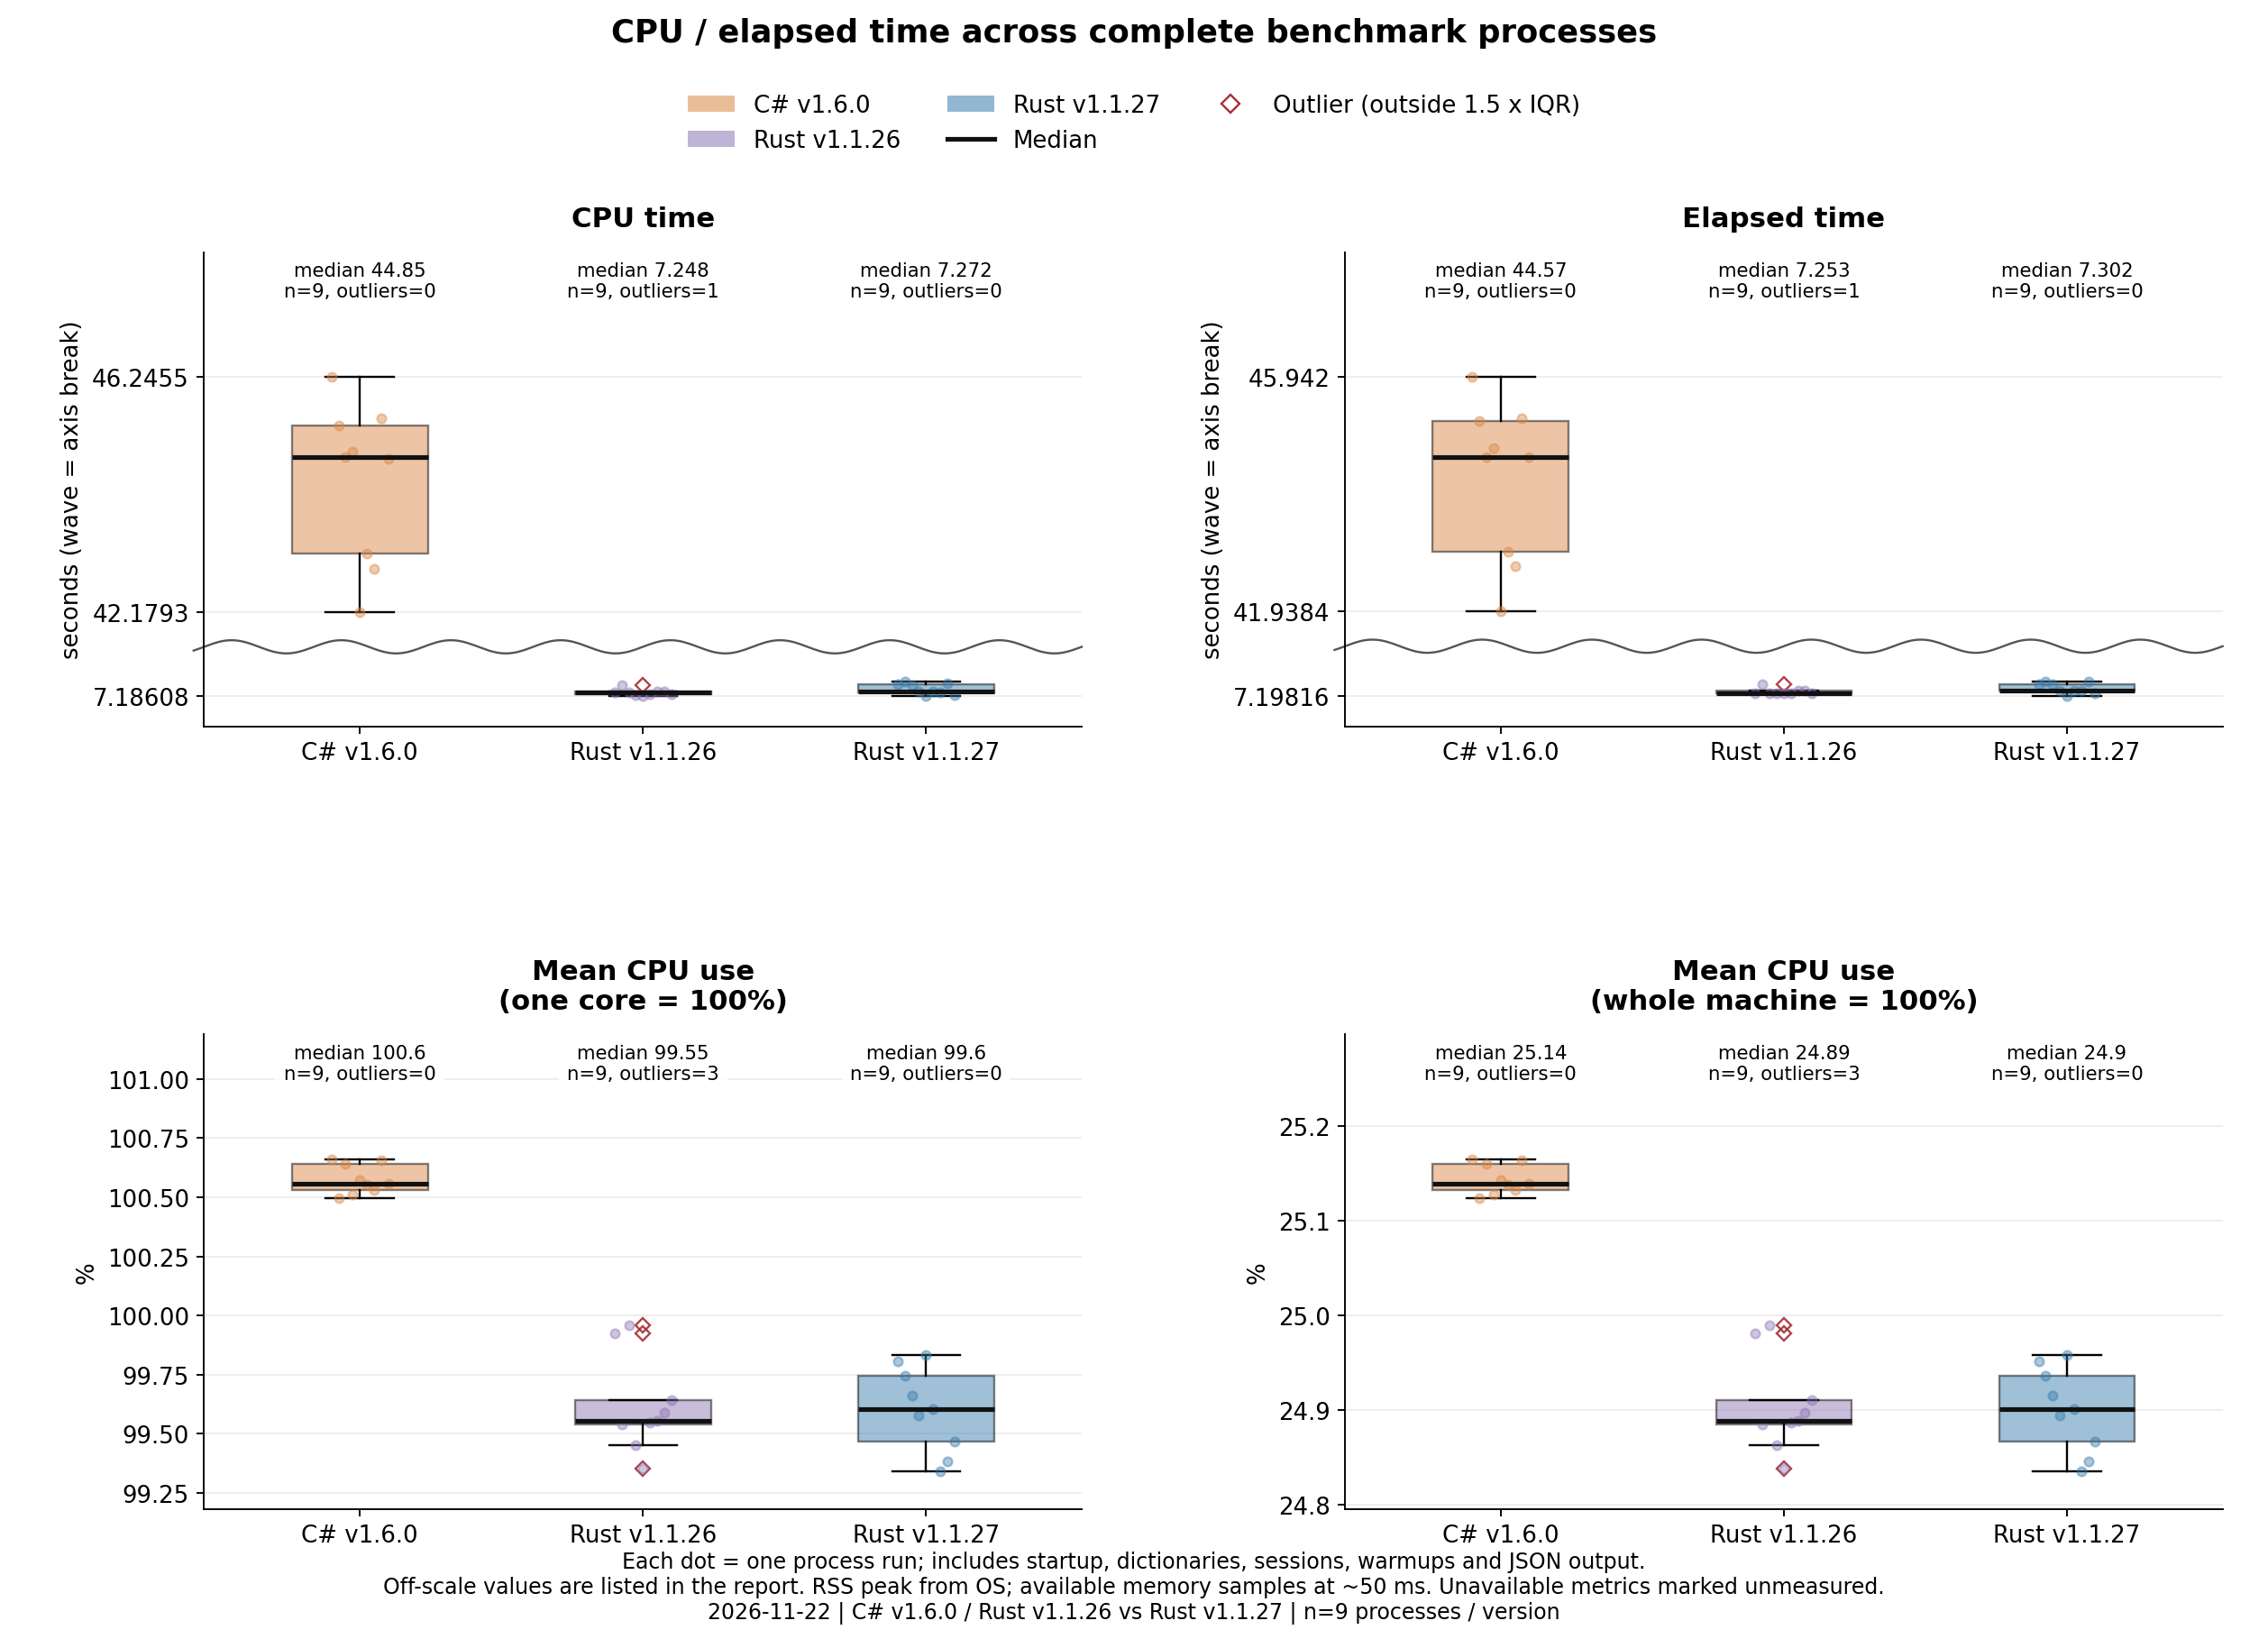 CPU / elapsed time across complete benchmark processes
C# v1.6.0
Rust v1.1.26
Rust v1.1.27
Median
Outlier (outside 1.5 x IQR)
CPU time
median 44.85
n=9, outliers=0
median 7.248
n=9, outliers=1
median 7.272
n=9, outliers=0
seconds (wave = axis break)
46.2455
42.1793
7.18608
C# v1.6.0
Rust v1.1.26
Rust v1.1.27
Elapsed time
median 44.57
n=9, outliers=0
median 7.253
n=9, outliers=1
median 7.302
n=9, outliers=0
seconds (wave = axis break)
45.942
41.9384
7.19816
C# v1.6.0
Rust v1.1.26
Rust v1.1.27
Mean CPU use
(one core = 100%)
median 100.6
n=9, outliers=0
median 99.55
n=9, outliers=3
median 99.6
n=9, outliers=0
%
101.00
100.75
100.50
100.25
100.00
99.75
99.50
99.25
C# v1.6.0
Rust v1.1.26
Rust v1.1.27
Mean CPU use
(whole machine = 100%)
median 25.14
n=9, outliers=0
median 24.89
n=9, outliers=3
median 24.9
n=9, outliers=0
%
25.2
25.1
25.0
24.9
24.8
C# v1.6.0
Rust v1.1.26
Rust v1.1.27
Each dot = one process run; includes startup, dictionaries, sessions, warmups and JSON output.
Off-scale values are listed in the report. RSS peak from OS; available memory samples at ~50 ms. Unavailable metrics marked unmeasured.
2026-11-22 | C# v1.6.0 / Rust v1.1.26 vs Rust v1.1.27 | n=9 processes / version